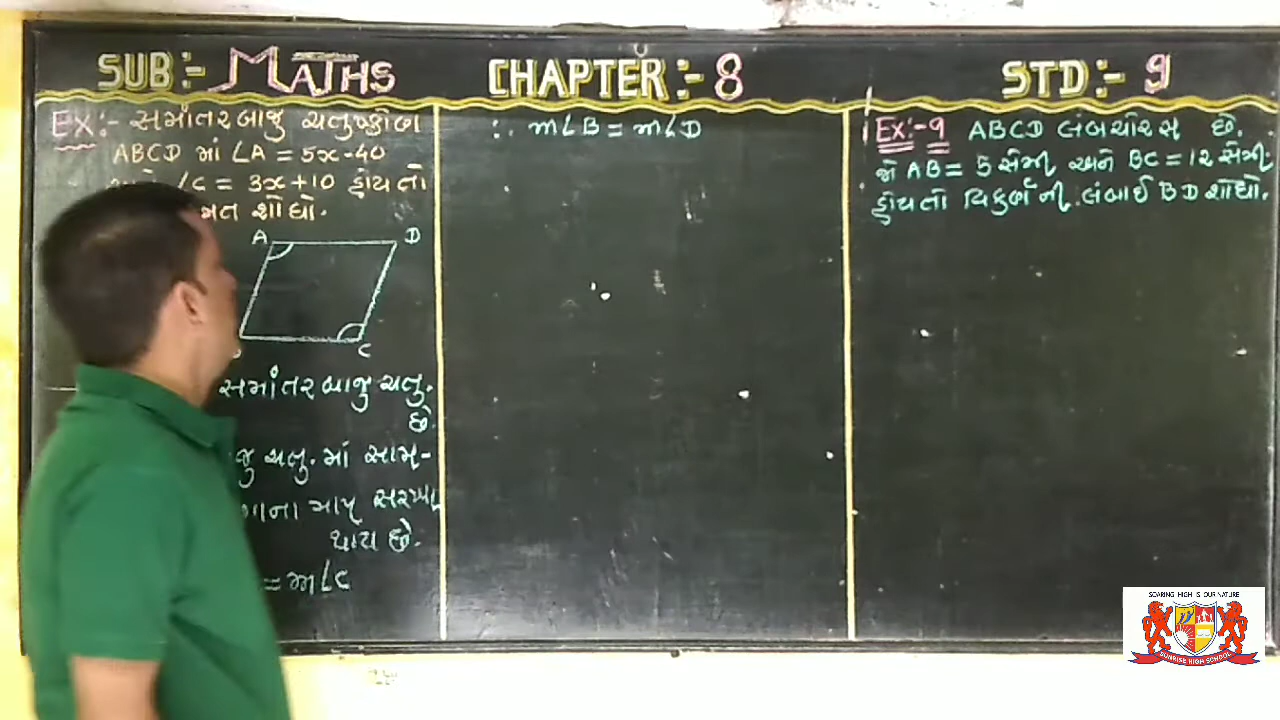 SUB:- MATHS
CHAPTER:- 8
STD:- 9
Ex:- સમાંતરબાજુ ચતુષ્કોણ
ABCD માં ∠A = 5x-40
∠C = 3x+10 હોય તો
શોધો.
A D
C
સમાંતર બાજુ ચતુ.
છે.
ચતુ. માં સામ-
માપ સરખા
થાય છે.
= m∠C
∴ m∠B = m∠D
Ex:-9 ABCD લંબચોરસ છે.
જો AB = 5 સેમી અને BC = 12 સેમી
હોય તો વિકર્ણ ની લંબાઈ BD શોધો.
SOARING HIGH IS OUR NATURE
SUNRISE HIGH SCHOOL